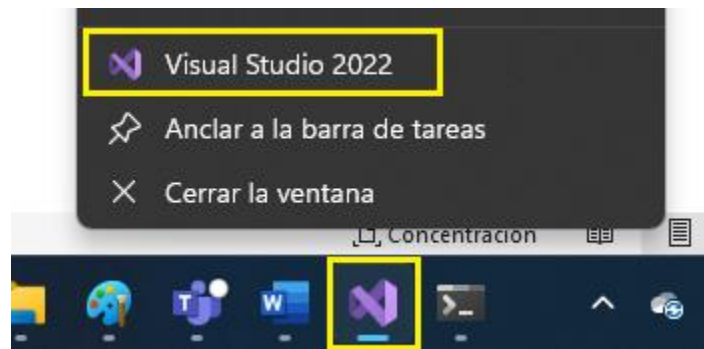 Visual Studio 2022
Anclar a la barra de tareas
Cerrar la ventana
Concentración